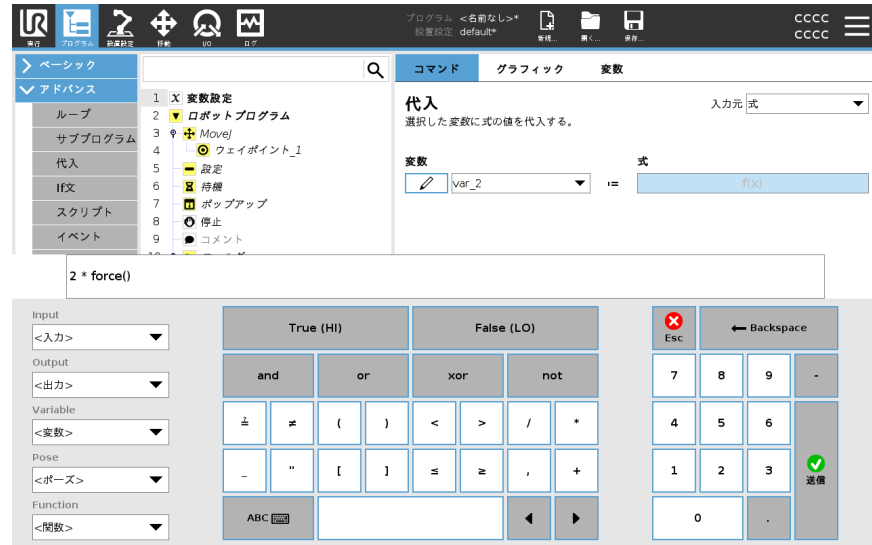 UR
実行
プログラム
設置設定
移動
I/O
ログ
プログラム <名前なし>*
設置設定 default*
新規...
開く...
保存...
CCCC
CCCC
ベーシック
アドバンス
ループ
サブプログラム
代入
If文
スクリプト
イベント
1 X 変数設定
2 ロボットプログラム
3 MoveJ
4 ウェイポイント_1
5 設定
6 待機
7 ポップアップ
8 停止
9 コメント
コマンド グラフィック 変数
代入
入力元 式
選択した変数に式の値を代入する。
変数 式
var_2 := f(x)
2 * force()
Input
<入力>
Output
<出力>
Variable
<変数>
Pose
<ポーズ>
Function
<関数>
True (HI) False (LO)
and or xor not
≟ ≠ ( ) < > / *
_ " [ ] ≤ ≥ , +
ABC
Esc Backspace
7 8 9 -
4 5 6
1 2 3
送信
0 .